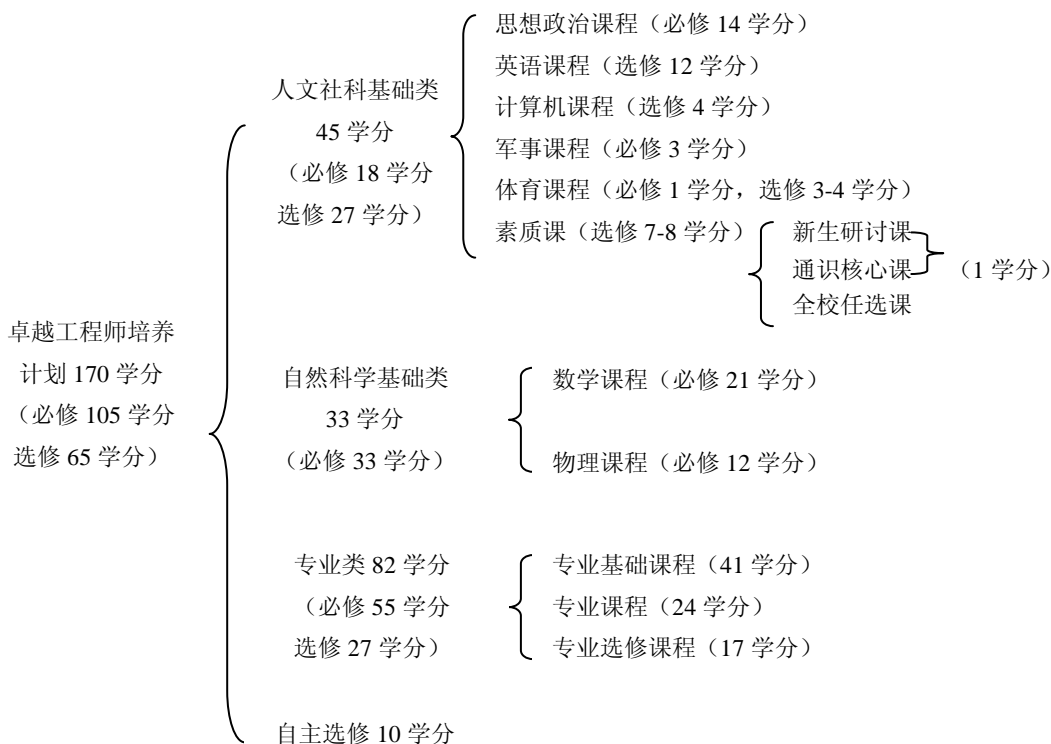 卓越工程师培养
计划 170 学分
（必修 105 学分
选修 65 学分）
人文社科基础类
45 学分
（必修 18 学分
选修 27 学分）
思想政治课程（必修 14 学分）
英语课程（选修 12 学分）
计算机课程（选修 4 学分）
军事课程（必修 3 学分）
体育课程（必修 1 学分，选修 3-4 学分）
素质课（选修 7-8 学分）
新生研讨课
通识核心课
（1 学分）
全校任选课
自然科学基础类
33 学分
（必修 33 学分）
数学课程（必修 21 学分）
物理课程（必修 12 学分）
专业类 82 学分
（必修 55 学分
选修 27 学分）
专业基础课程（41 学分）
专业课程（24 学分）
专业选修课程（17 学分）
自主选修 10 学分